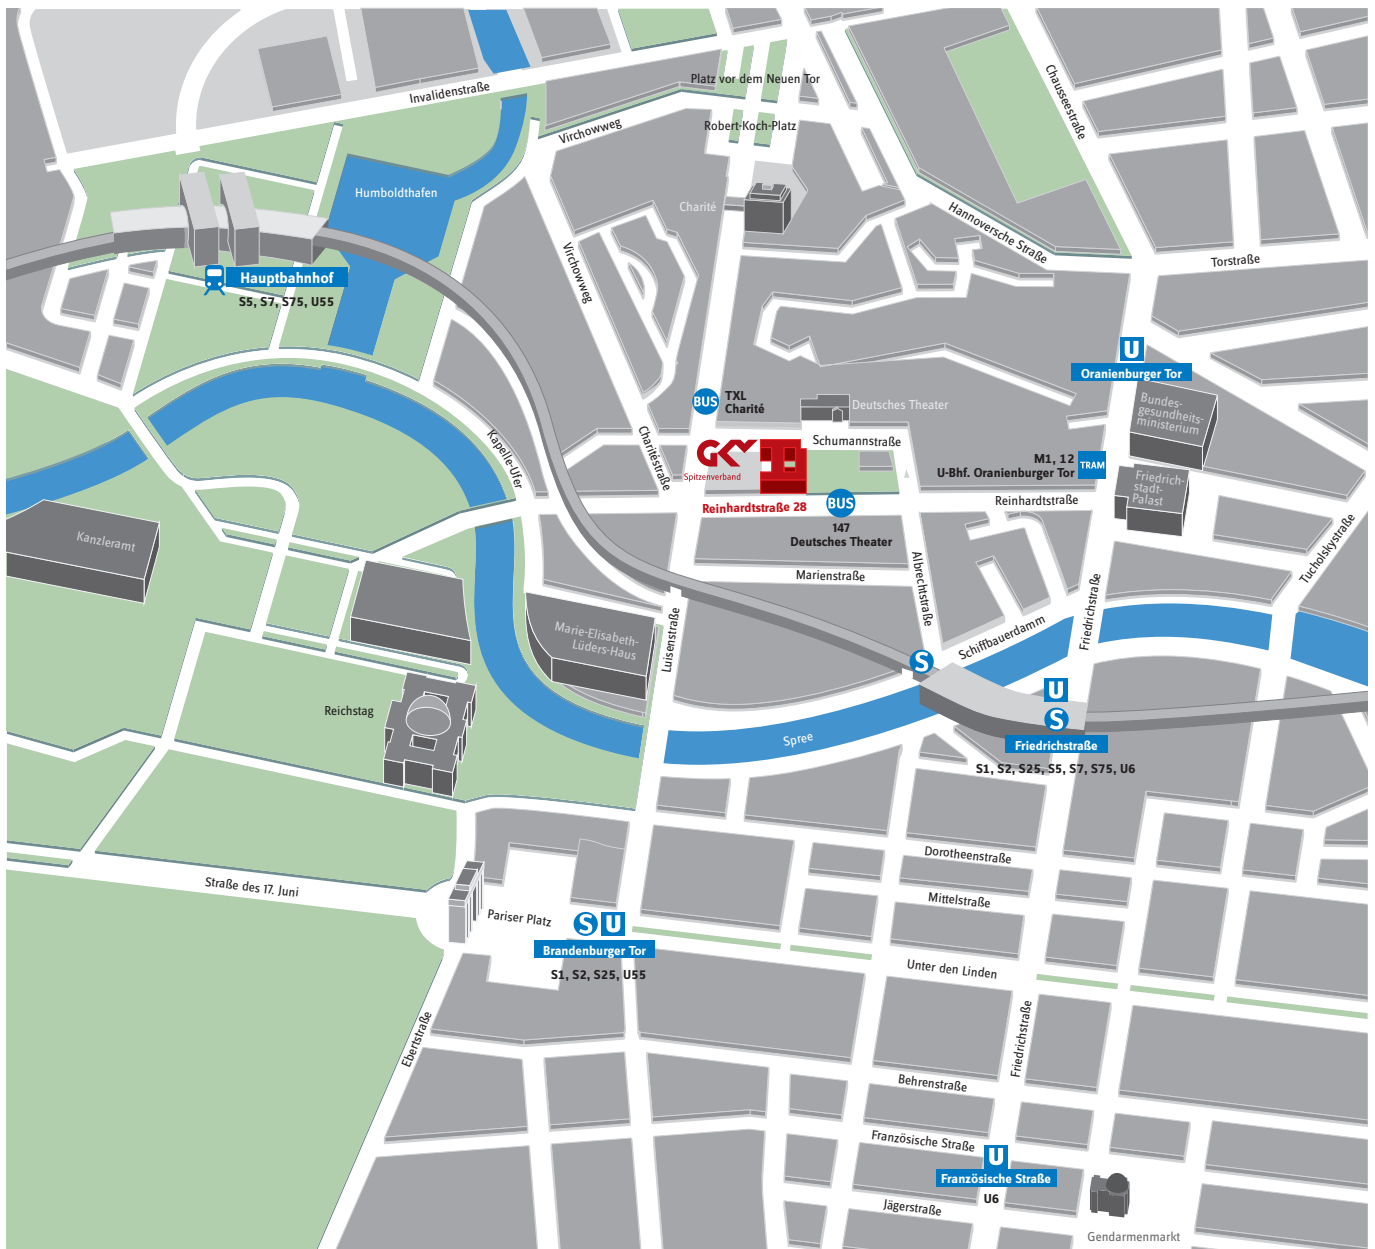 Platz vor dem Neuen Tor
Invalidenstraße
Chausseestraße
Robert-Koch-Platz
Virchowweg
Humboldthafen
Charité
Hannoversche Straße
Virchowweg
Torstraße
Hauptbahnhof
S5, S7, S75, U55
U
Oranienburger Tor
BUS
TXL
Charité
Deutsches Theater
Bundes-
gesundheits-
ministerium
Kapelle-Ufer
Charitéstraße
GKV
Spitzenverband
Schumannstraße
M1, 12
U-Bhf. Oranienburger Tor
TRAM
Friedrich-
stadt-
Palast
Reinhardtstraße 28
BUS
147
Deutsches Theater
Reinhardtstraße
Tucholskystraße
Kanzleramt
Marienstraße
Albrechtstraße
Friedrichstraße
Marie-Elisabeth-
Lüders-Haus
Luisenstraße
Schiffbauerdamm
S
Reichstag
Spree
U
S
Friedrichstraße
S1, S2, S25, S5, S7, S75, U6
Dorotheenstraße
Straße des 17. Juni
Mittelstraße
Pariser Platz
S U
Brandenburger Tor
S1, S2, S25, U55
Unter den Linden
Ebertstraße
Friedrichstraße
Behrenstraße
Französische Straße
U
Französische Straße
U6
Jägerstraße
Gendarmenmarkt